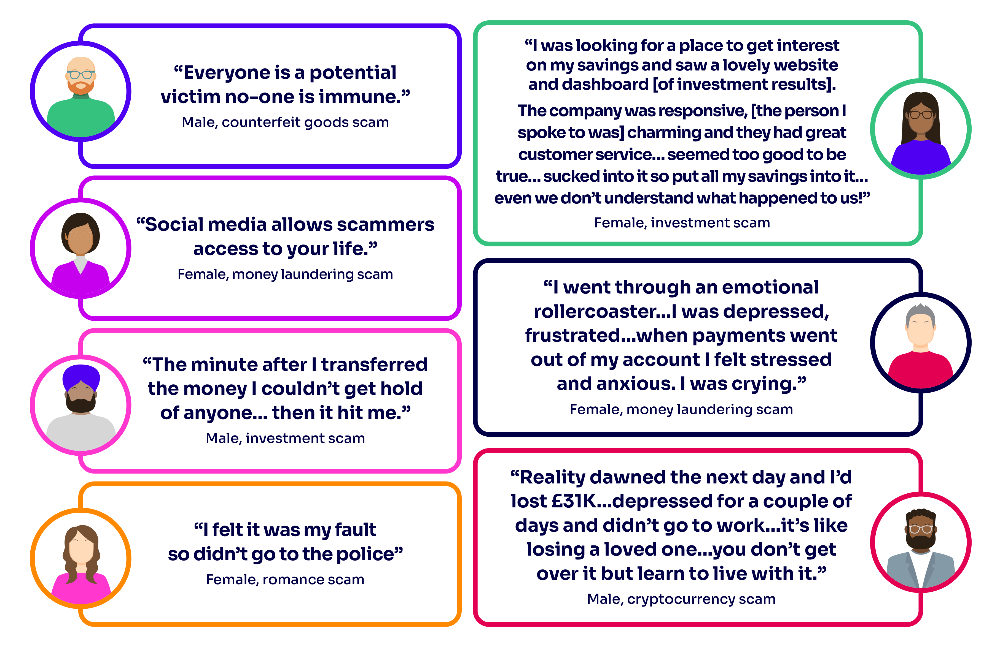 “Everyone is a potential
victim no-one is immune.”
Male, counterfeit goods scam
“Social media allows scammers
access to your life.”
Female, money laundering scam
“The minute after I transferred
the money I couldn’t get hold
of anyone... then it hit me.”
Male, investment scam
“I felt it was my fault
so didn’t go to the police”
Female, romance scam
“I was looking for a place to get interest
on my savings and saw a lovely website
and dashboard [of investment results].
The company was responsive, [the person I
spoke to was] charming and they had great
customer service... seemed too good to be
true... sucked into it so put all my savings into it...
even we don’t understand what happened to us!”
Female, investment scam
“I went through an emotional
rollercoaster...I was depressed,
frustrated...when payments went
out of my account I felt stressed
and anxious. I was crying.”
Female, money laundering scam
“Reality dawned the next day and I’d
lost £31K...depressed for a couple of
days and didn’t go to work...it’s like
losing a loved one...you don’t get
over it but learn to live with it.”
Male, cryptocurrency scam